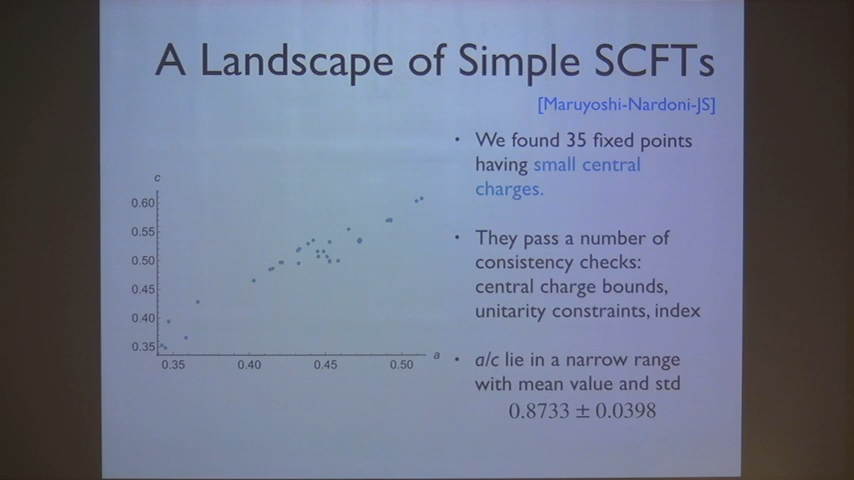 A Landscape of Simple SCFTs
[Maruyoshi-Nardoni-JS]
• We found 35 fixed points
having small central
charges.
• They pass a number of
consistency checks:
central charge bounds,
unitarity constraints, index
• a/c lie in a narrow range
with mean value and std
0.8733 ± 0.0398
c
0.60
0.55
0.50
0.45
0.40
0.35
0.35 0.40 0.45 0.50 a